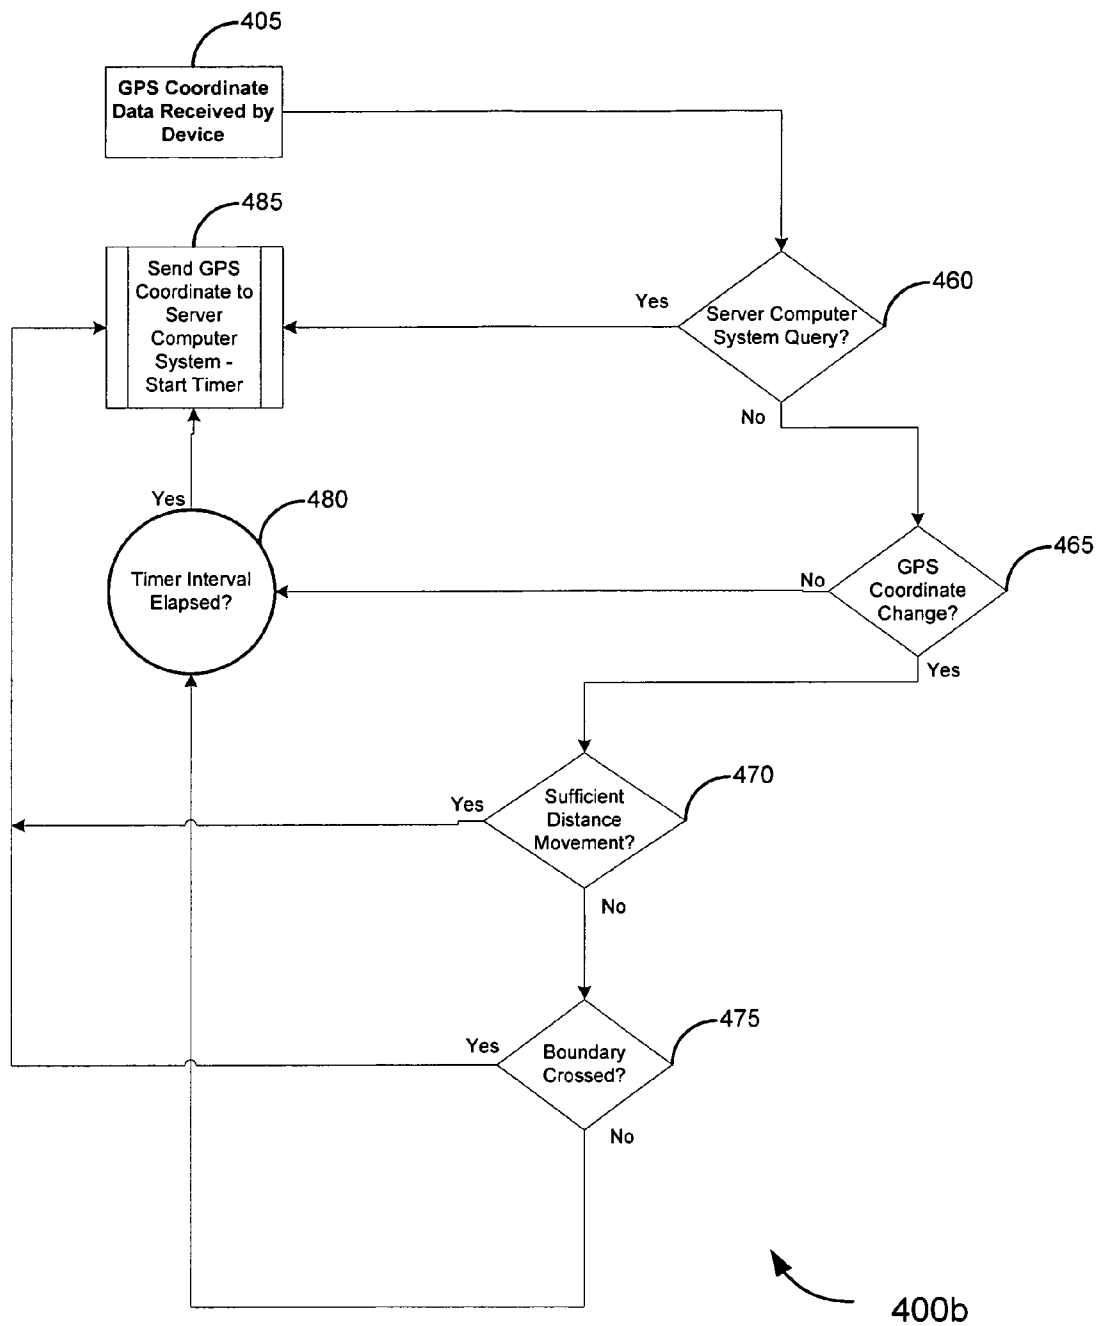 405
GPS Coordinate
Data Received by
Device
485
Send GPS
Coordinate to
Server
Computer
System -
Start Timer
Yes
460
Server Computer
System Query?
No
Yes
480
Timer Interval
Elapsed?
No
465
GPS
Coordinate
Change?
Yes
470
Yes
Sufficient
Distance
Movement?
No
475
Yes
Boundary
Crossed?
No
400b